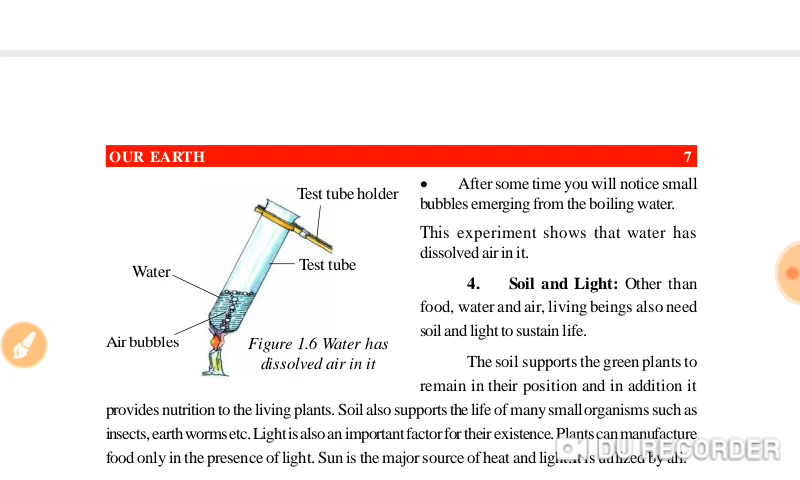 OUR EARTH 7
Test tube holder
Test tube
Water
Air bubbles
Figure 1.6 Water has
dissolved air in it
• After some time you will notice small
bubbles emerging from the boiling water.
This experiment shows that water has
dissolved air in it.
4. Soil and Light: Other than
food, water and air, living beings also need
soil and light to sustain life.
The soil supports the green plants to
remain in their position and in addition it
provides nutrition to the living plants. Soil also supports the life of many small organisms such as
insects, earth worms etc. Light is also an important factor for their existence. Plants can manufacture
food only in the presence of light. Sun is the major source of heat and light. It is utilized by all.
DU RECORDER